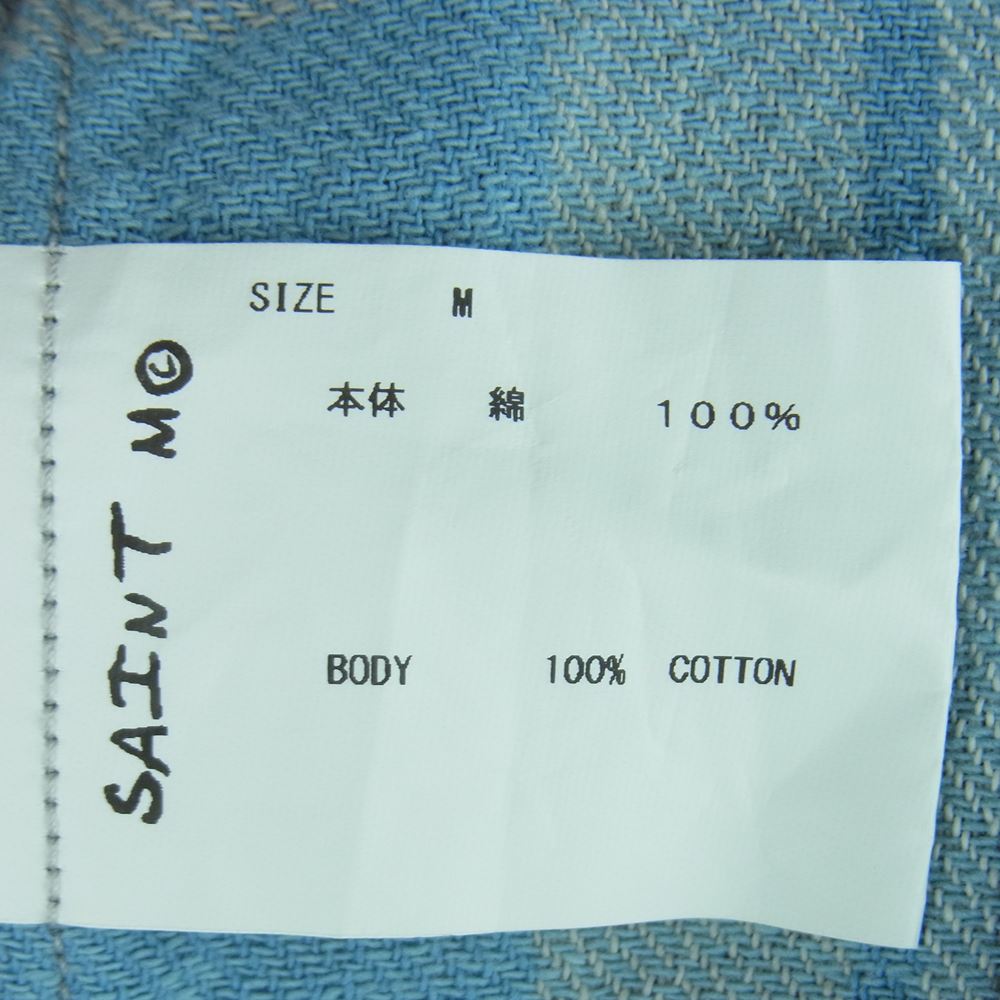 SIZE M
本体 綿 100%
BODY 100% COTTON
SAINT M©